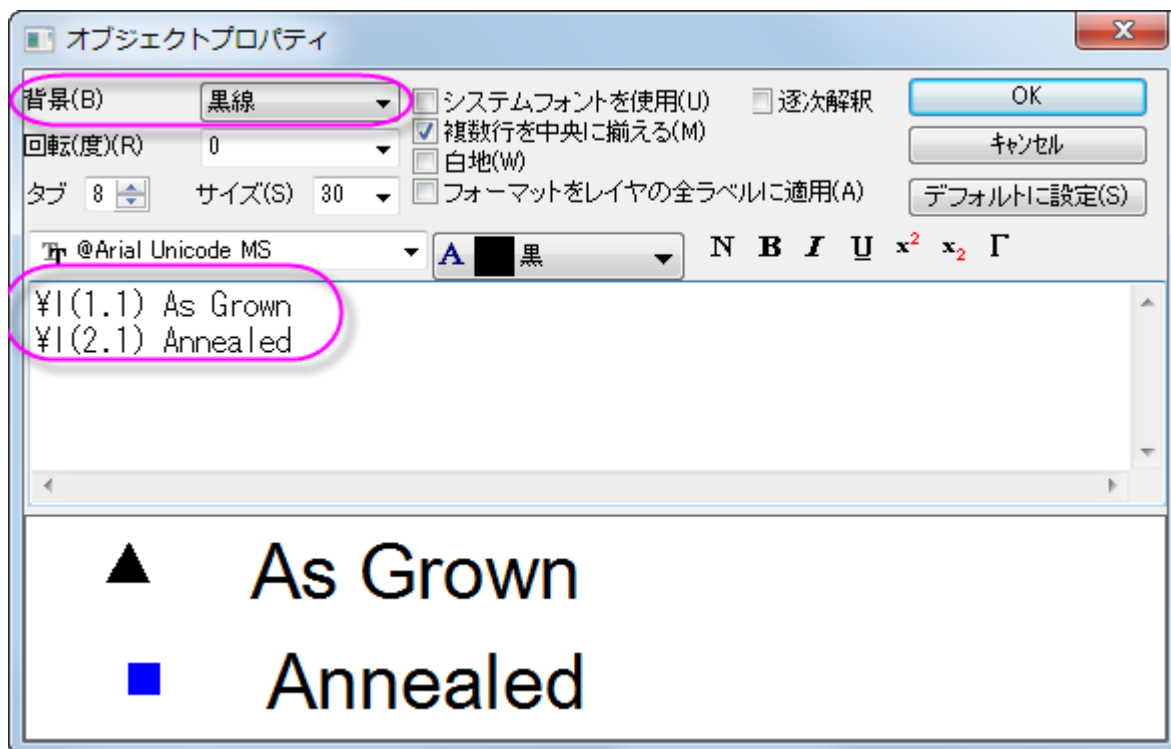 オブジェクトプロパティ
背景(B) 黒線 システムフォントを使用(U) 逐次解釈 OK
回転(度)(R) 0 複数行を中央に揃える(M) キャンセル
白地(W)
タブ 8 サイズ(S) 30 フォーマットをレイヤの全ラベルに適用(A) デフォルトに設定(S)
@Arial Unicode MS A 黒 N B I U x² x₂ Γ
¥l(1.1) As Grown
¥l(2.1) Annealed
As Grown
Annealed